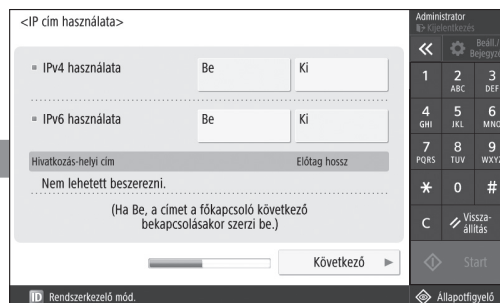 <IP cím használata>
Administrator
Kijelentkezés
Beáll./
IPv4 használata Be Ki
IPv6 használata Be Ki
Hivatkozás-helyi cím Előtag hossz
Nem lehetett beszerezni.
(Ha Be, a címet a főkapcsoló következő
bekapcsolásakor szerzi be.)
Következő
1 2 3
ABC DEF
4 5 6
GHI JKL MNO
7 8 9
PQRS TUV WXYZ
* 0 #
C Vissza-
állítás
Start
ID Rendszerkezelő mód.
Állapotfigyelő